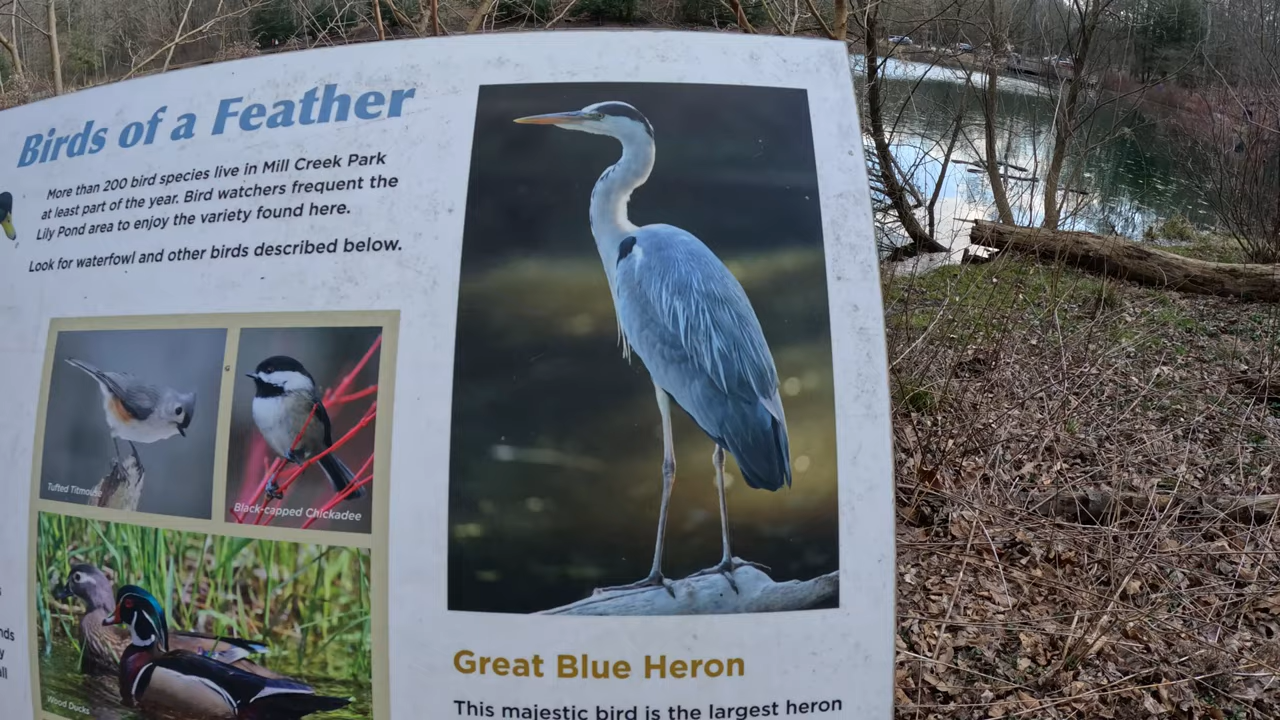 Birds of a Feather
More than 200 bird species live in Mill Creek Park
at least part of the year. Bird watchers frequent the
Lily Pond area to enjoy the variety found here.
Look for waterfowl and other birds described below.
Tufted Titmouse
Black-capped Chickadee
Wood Ducks
Great Blue Heron
This majestic bird is the largest heron